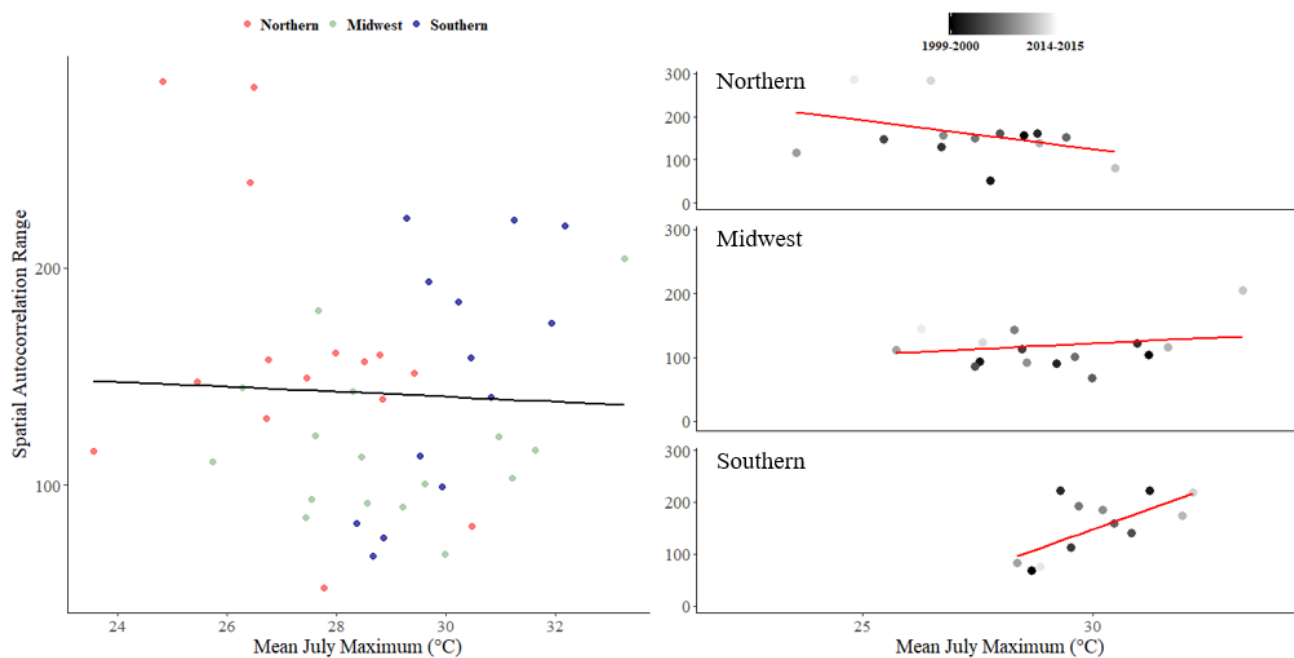 Northern Midwest Southern
Spatial Autocorrelation Range
200
100
24 26 28 30 32
Mean July Maximum (°C)
1999-2000 2014-2015
Northern
300
200
100
0
Midwest
300
200
100
0
Southern
300
200
100
0
25 30
Mean July Maximum (°C)